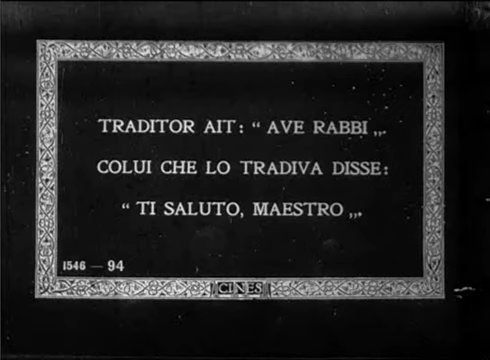 TRADITOR AIT: “ AVE RABBI „.
COLUI CHE LO TRADIVA DISSE:
“ TI SALUTO, MAESTRO „.
1546 — 94
CINES